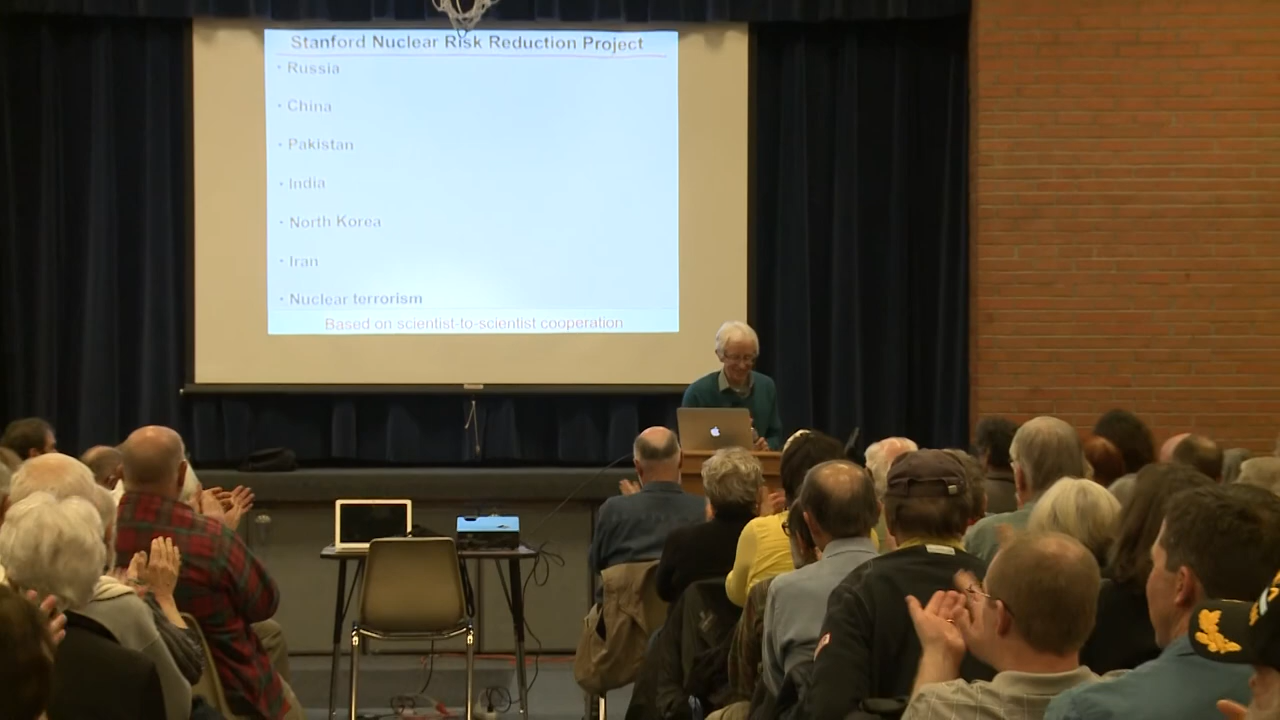 Stanford Nuclear Risk Reduction Project
- Russia
- China
- Pakistan
- India
- North Korea
- Iran
- Nuclear terrorism
Based on scientist-to-scientist cooperation